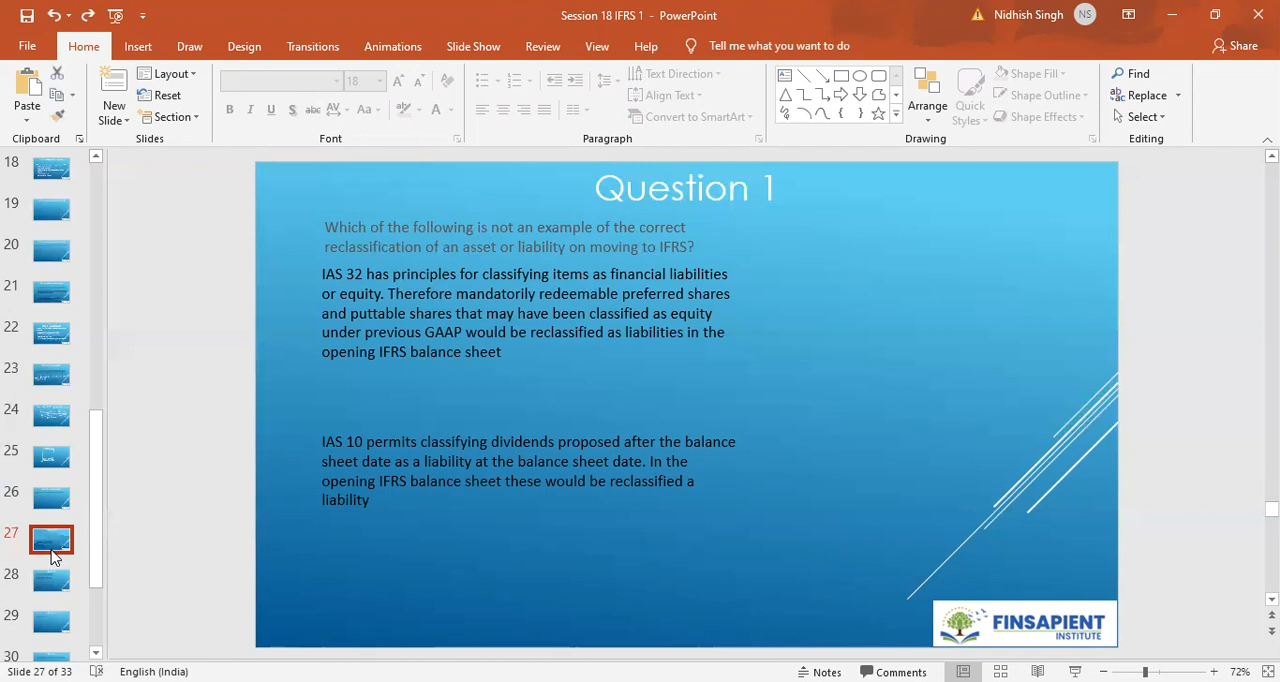 Session 18 IFRS 1 - PowerPoint
Nidhish Singh
NS
File
Home
Insert
Draw
Design
Transitions
Animations
Slide Show
Review
View
Help
Tell me what you want to do
Share
Paste
Clipboard
New
Slide
Layout
Reset
Section
Slides
18
Font
Paragraph
Text Direction
Align Text
Convert to SmartArt
Arrange
Quick
Styles
Shape Fill
Shape Outline
Shape Effects
Drawing
Find
Replace
Select
Editing
18
19
20
21
22
23
24
25
26
27
28
29
30
Question 1
Which of the following is not an example of the correct
reclassification of an asset or liability on moving to IFRS?
IAS 32 has principles for classifying items as financial liabilities
or equity. Therefore mandatorily redeemable preferred shares
and puttable shares that may have been classified as equity
under previous GAAP would be reclassified as liabilities in the
opening IFRS balance sheet
IAS 10 permits classifying dividends proposed after the balance
sheet date as a liability at the balance sheet date. In the
opening IFRS balance sheet these would be reclassified a
liability
FINSAPIENT
INSTITUTE
Slide 27 of 33
English (India)
Notes
Comments
72%